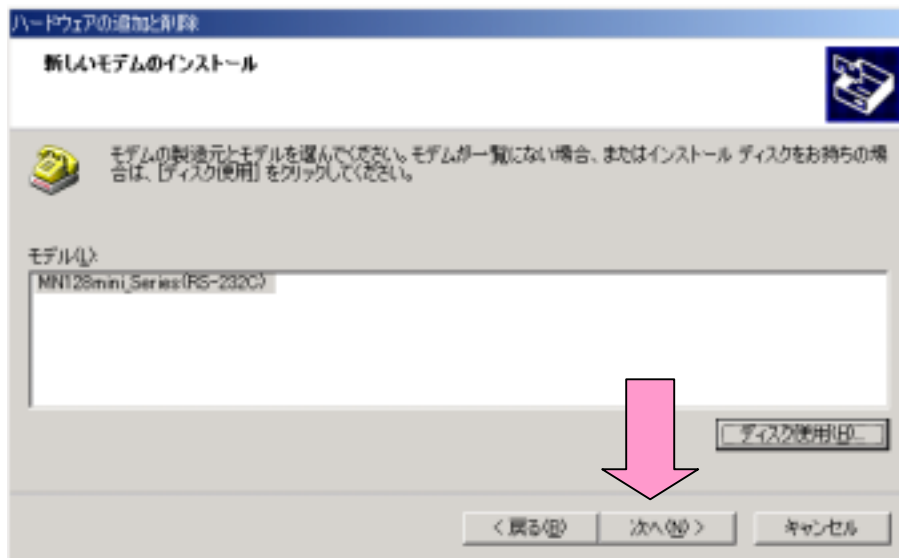 ハードウェアの追加と削除
新しいモデムのインストール
モデムの製造元とモデルを選んでください。モデムが一覧にない場合、またはインストール ディスクをお持ちの場
合は、[ディスク使用] をクリックしてください。
モデル(L):
MN128mini_Series(RS-232C)
ディスク使用(H)...
< 戻る(B)
次へ(N) >
キャンセル